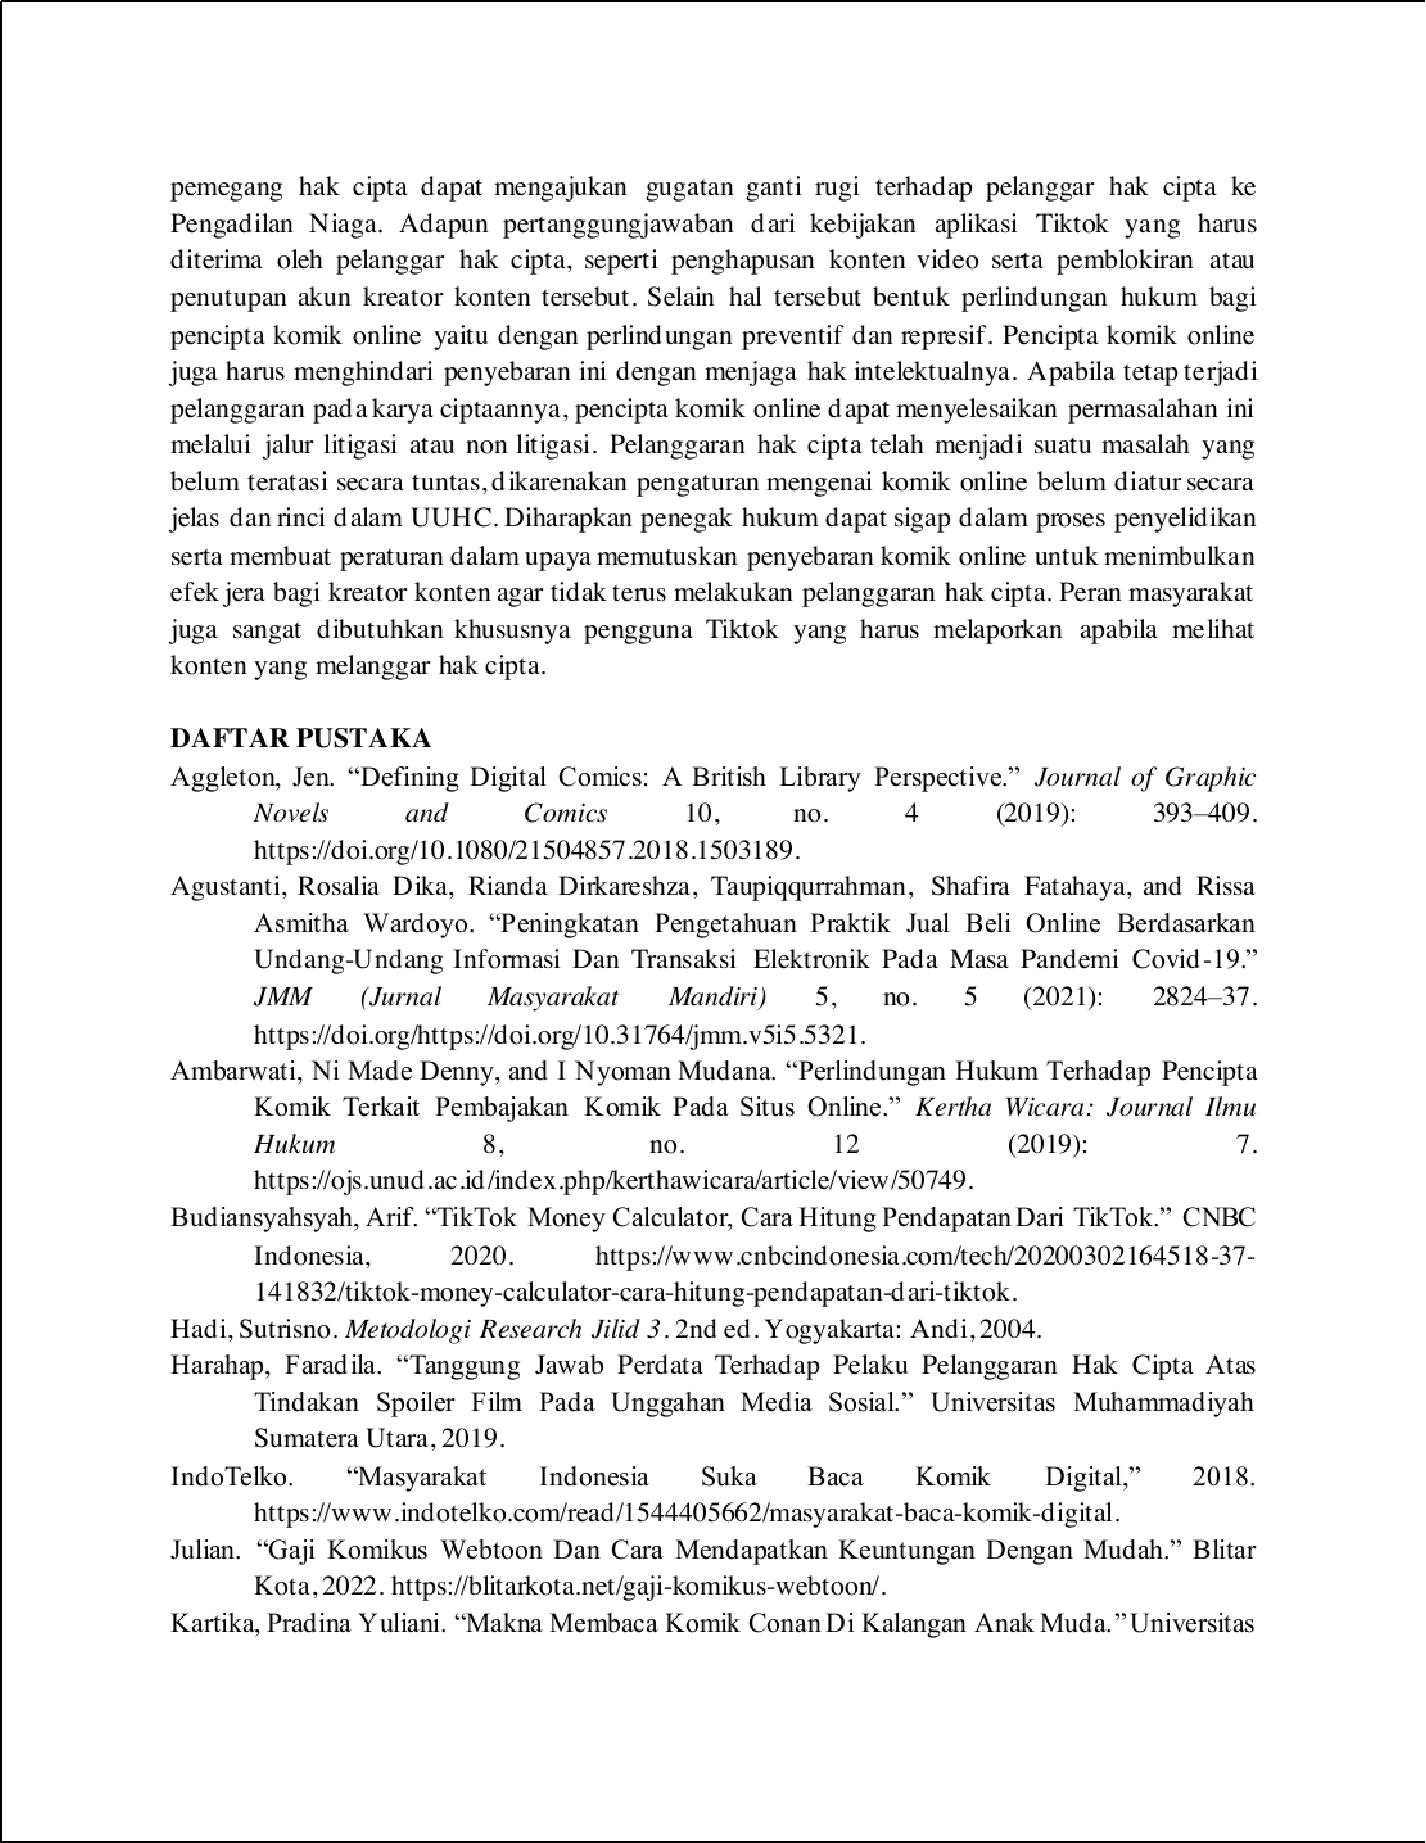 pemegang hak cipta dapat mengajukan gugatan ganti rugi terhadap pelanggar hak cipta ke
Pengadilan Niaga. Adapun pertanggungjawaban dari kebijakan aplikasi Tiktok yang harus
diterima oleh pelanggar hak cipta, seperti penghapusan konten video serta pemblokiran atau
penutupan akun kreator konten tersebut. Selain hal tersebut bentuk perlindungan hukum bagi
pencipta komik online yaitu dengan perlindungan preventif dan represif. Pencipta komik online
juga harus menghindari penyebaran ini dengan menjaga hak intelektualnya. Apabila tetap terjadi
pelanggaran pada karya ciptaannya, pencipta komik online dapat menyelesaikan permasalahan ini
melalui jalur litigasi atau non litigasi. Pelanggaran hak cipta telah menjadi suatu masalah yang
belum teratasi secara tuntas, dikarenakan pengaturan mengenai komik online belum diatur secara
jelas dan rinci dalam UUHC. Diharapkan penegak hukum dapat sigap dalam proses penyelidikan
serta membuat peraturan dalam upaya memutuskan penyebaran komik online untuk menimbulkan
efek jera bagi kreator konten agar tidak terus melakukan pelanggaran hak cipta. Peran masyarakat
juga sangat dibutuhkan khususnya pengguna Tiktok yang harus melaporkan apabila melihat
konten yang melanggar hak cipta.
DAFTAR PUSTAKA
Aggleton, Jen. “Defining Digital Comics: A British Library Perspective.” Journal of Graphic
Novels and Comics 10, no. 4 (2019): 393–409.
https://doi.org/10.1080/21504857.2018.1503189.
Agustanti, Rosalia Dika, Rianda Dirkareshza, Taupiqqurrahman, Shafira Fatahaya, and Rissa
Asmitha Wardoyo. “Peningkatan Pengetahuan Praktik Jual Beli Online Berdasarkan
Undang-Undang Informasi Dan Transaksi Elektronik Pada Masa Pandemi Covid-19.”
JMM (Jurnal Masyarakat Mandiri) 5, no. 5 (2021): 2824–37.
https://doi.org/https://doi.org/10.31764/jmm.v5i5.5321.
Ambarwati, Ni Made Denny, and I Nyoman Mudana. “Perlindungan Hukum Terhadap Pencipta
Komik Terkait Pembajakan Komik Pada Situs Online.” Kertha Wicara: Journal Ilmu
Hukum 8, no. 12 (2019): 7.
https://ojs.unud.ac.id/index.php/kerthawicara/article/view/50749.
Budiansyahsyah, Arif. “TikTok Money Calculator, Cara Hitung Pendapatan Dari TikTok.” CNBC
Indonesia, 2020. https://www.cnbcindonesia.com/tech/20200302164518-37-
141832/tiktok-money-calculator-cara-hitung-pendapatan-dari-tiktok.
Hadi, Sutrisno. Metodologi Research Jilid 3. 2nd ed. Yogyakarta: Andi, 2004.
Harahap, Faradila. “Tanggung Jawab Perdata Terhadap Pelaku Pelanggaran Hak Cipta Atas
Tindakan Spoiler Film Pada Unggahan Media Sosial.” Universitas Muhammadiyah
Sumatera Utara, 2019.
IndoTelko. “Masyarakat Indonesia Suka Baca Komik Digital,” 2018.
https://www.indotelko.com/read/1544405662/masyarakat-baca-komik-digital.
Julian. “Gaji Komikus Webtoon Dan Cara Mendapatkan Keuntungan Dengan Mudah.” Blitar
Kota, 2022. https://blitarkota.net/gaji-komikus-webtoon/.
Kartika, Pradina Yuliani. “Makna Membaca Komik Conan Di Kalangan Anak Muda.” Universitas